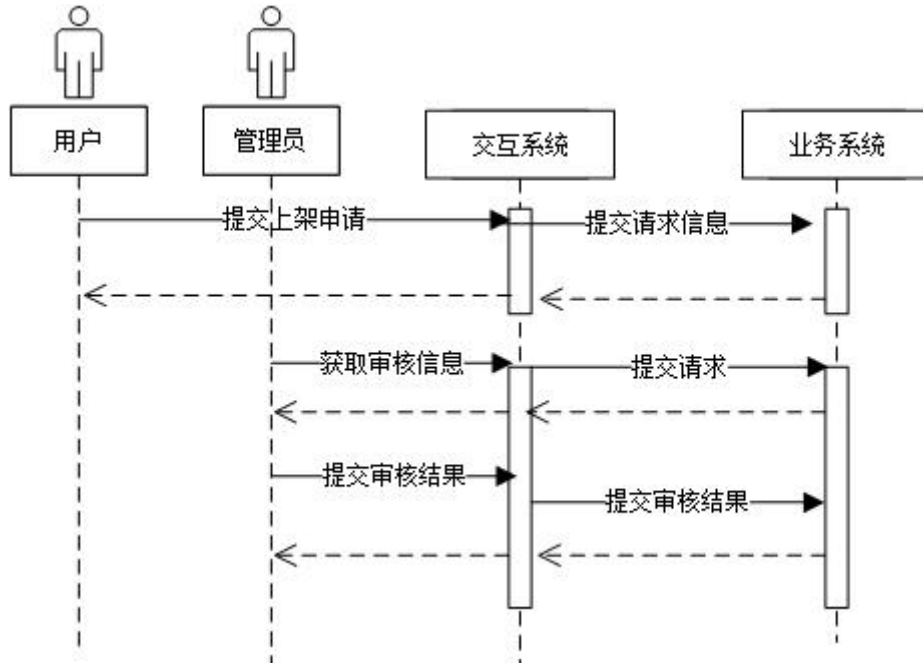 用户
管理员
交互系统
业务系统
提交上架申请
提交请求信息
获取审核信息
提交请求
提交审核结果
提交审核结果